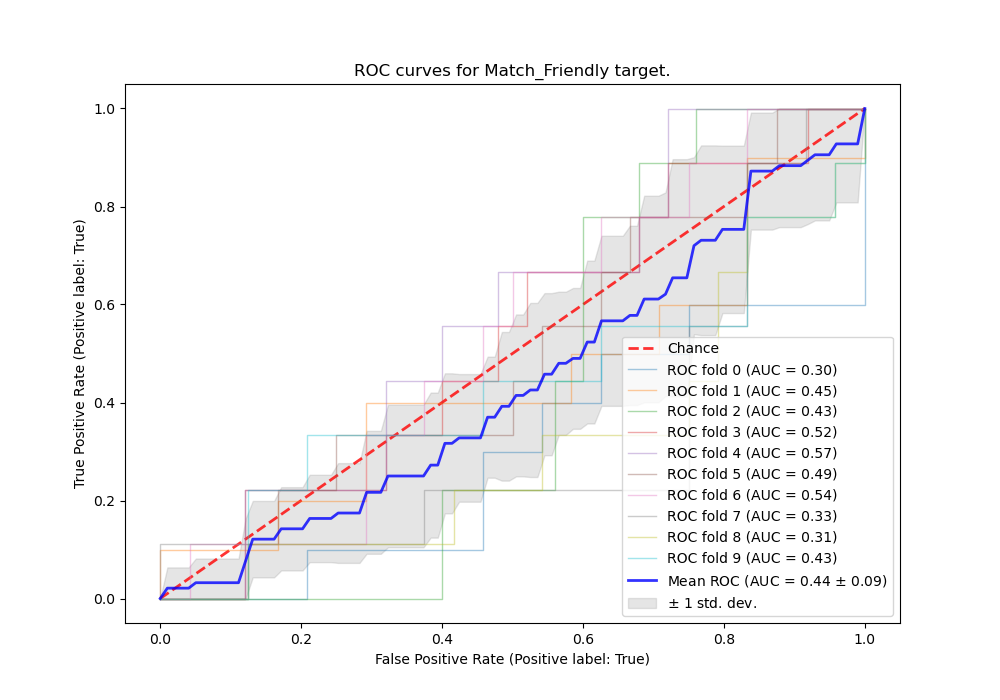 ROC curves for Match_Friendly target.
True Positive Rate (Positive label: True)
1.0
0.8
0.6
0.4
0.2
0.0
Chance
ROC fold 0 (AUC = 0.30)
ROC fold 1 (AUC = 0.45)
ROC fold 2 (AUC = 0.43)
ROC fold 3 (AUC = 0.52)
ROC fold 4 (AUC = 0.57)
ROC fold 5 (AUC = 0.49)
ROC fold 6 (AUC = 0.54)
ROC fold 7 (AUC = 0.33)
ROC fold 8 (AUC = 0.31)
ROC fold 9 (AUC = 0.43)
Mean ROC (AUC = 0.44 ± 0.09)
± 1 std. dev.
0.0 0.2 0.4 0.6 0.8 1.0
False Positive Rate (Positive label: True)